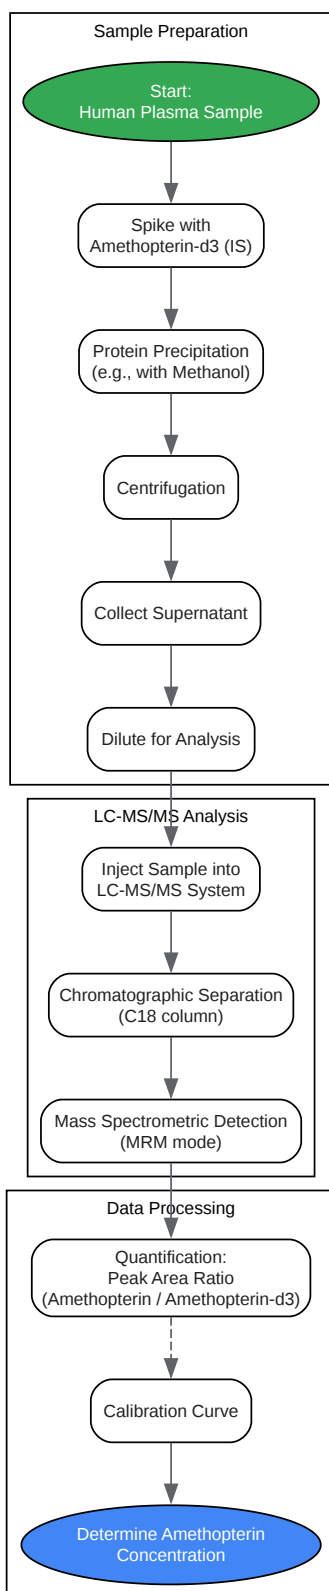 Sample Preparation
Start:
Human Plasma Sample
Spike with
Amethopterin-d3 (IS)
Protein Precipitation
(e.g., with Methanol)
Centrifugation
Collect Supernatant
Dilute for Analysis
LC-MS/MS Analysis
Inject Sample into
LC-MS/MS System
Chromatographic Separation
(C18 column)
Mass Spectrometric Detection
(MRM mode)
Data Processing
Quantification:
Peak Area Ratio
(Amethopterin / Amethopterin-d3)
Calibration Curve
Determine Amethopterin
Concentration